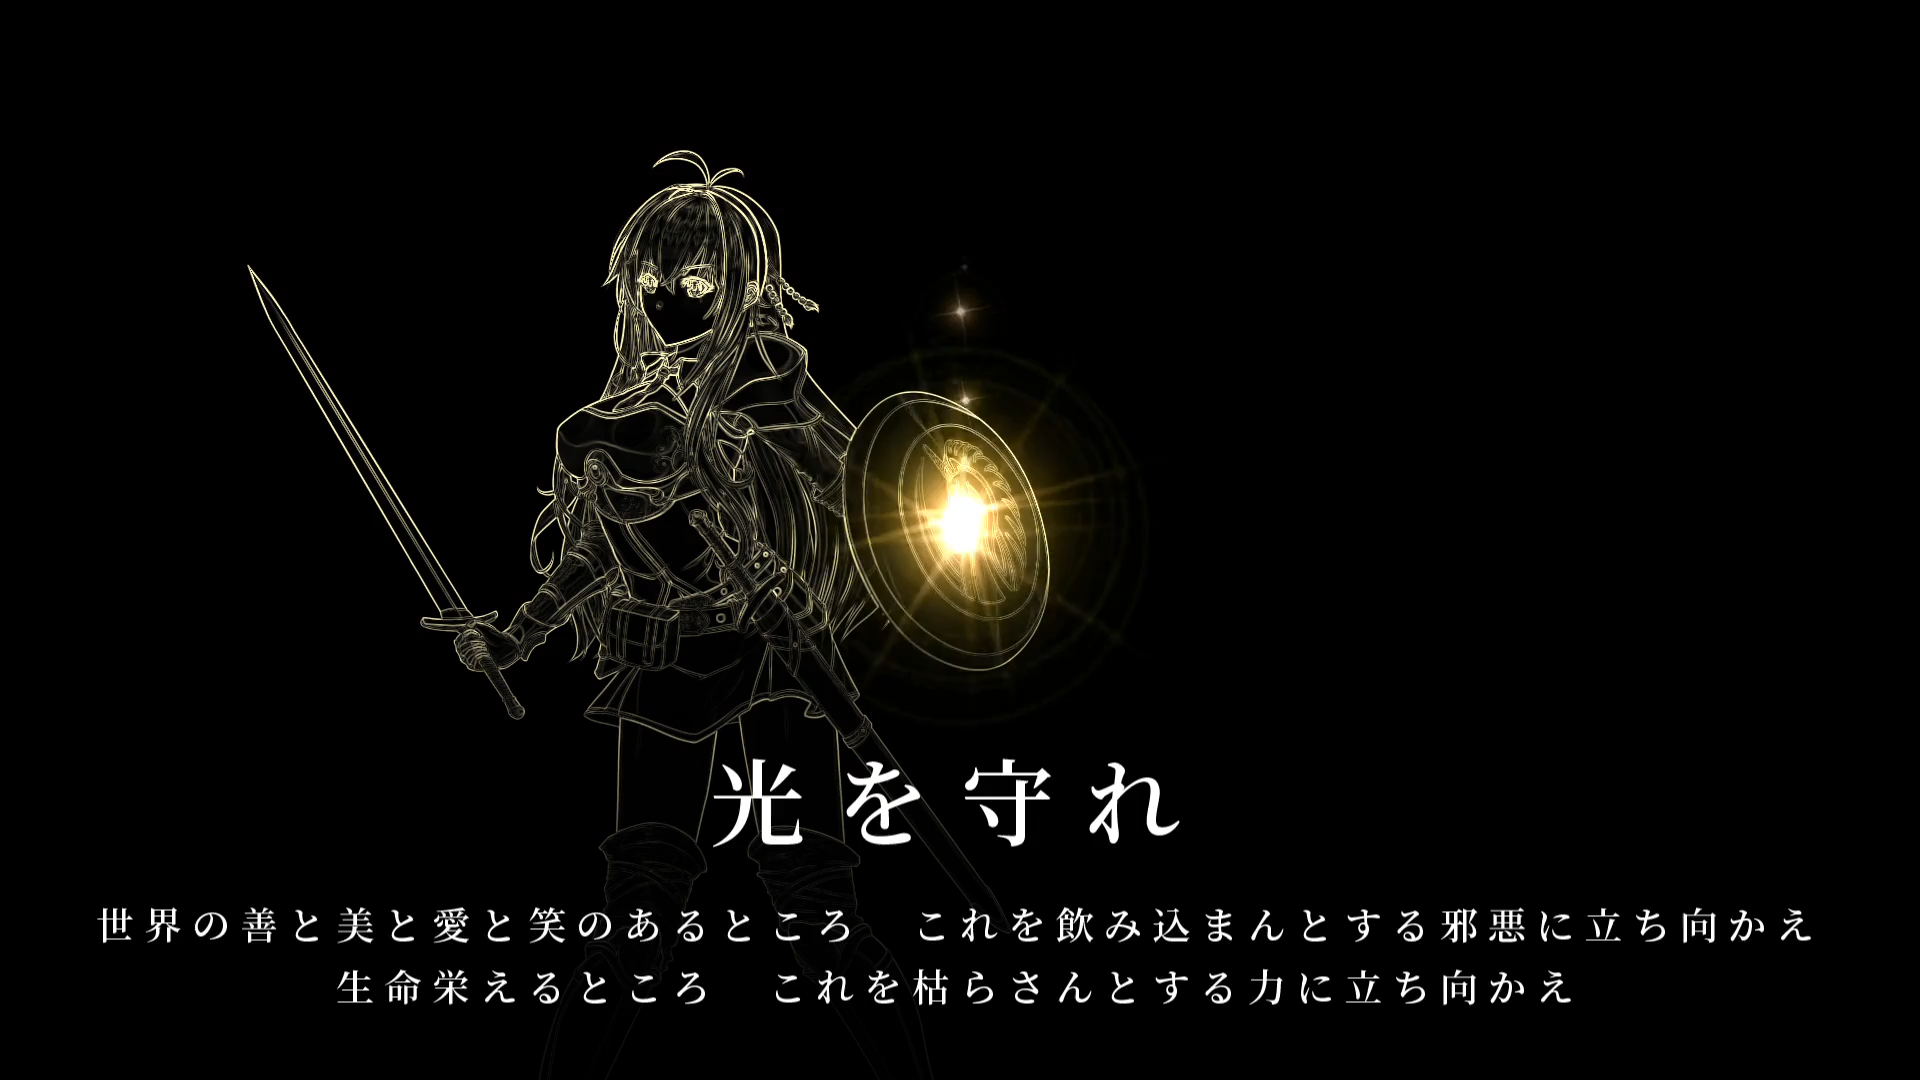 光を守れ
世界の善と美と愛と笑のあるところ　これを飲み込まんとする邪悪に立ち向かえ
生命栄えるところ　これを枯らさんとする力に立ち向かえ